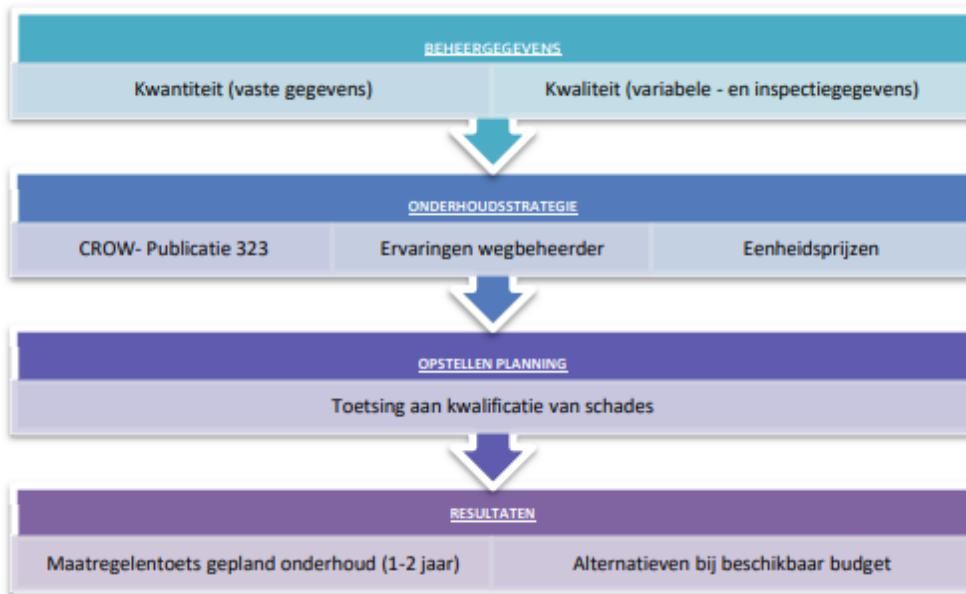 BEHEERGEGEVENS
Kwantiteit (vaste gegevens)
Kwaliteit (variabele - en inspectiegegevens)
ONDERHOUDSSTRATEGIE
CROW- Publicatie 323
Ervaringen wegbeheerder
Eenheidsprijzen
OPSTELLEN PLANNING
Toetsing aan kwalificatie van schades
RESULTATEN
Maatregelentoets gepland onderhoud (1-2 jaar)
Alternatieven bij beschikbaar budget